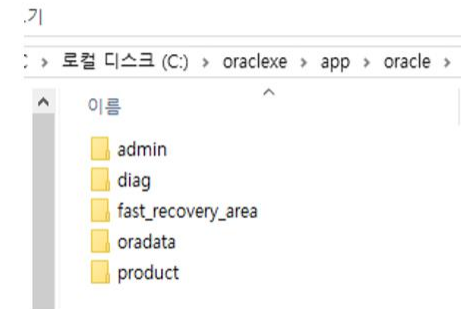 기
로컬 디스크 (C:) > oraclexe > app > oracle >
이름
admin
diag
fast_recovery_area
oradata
product